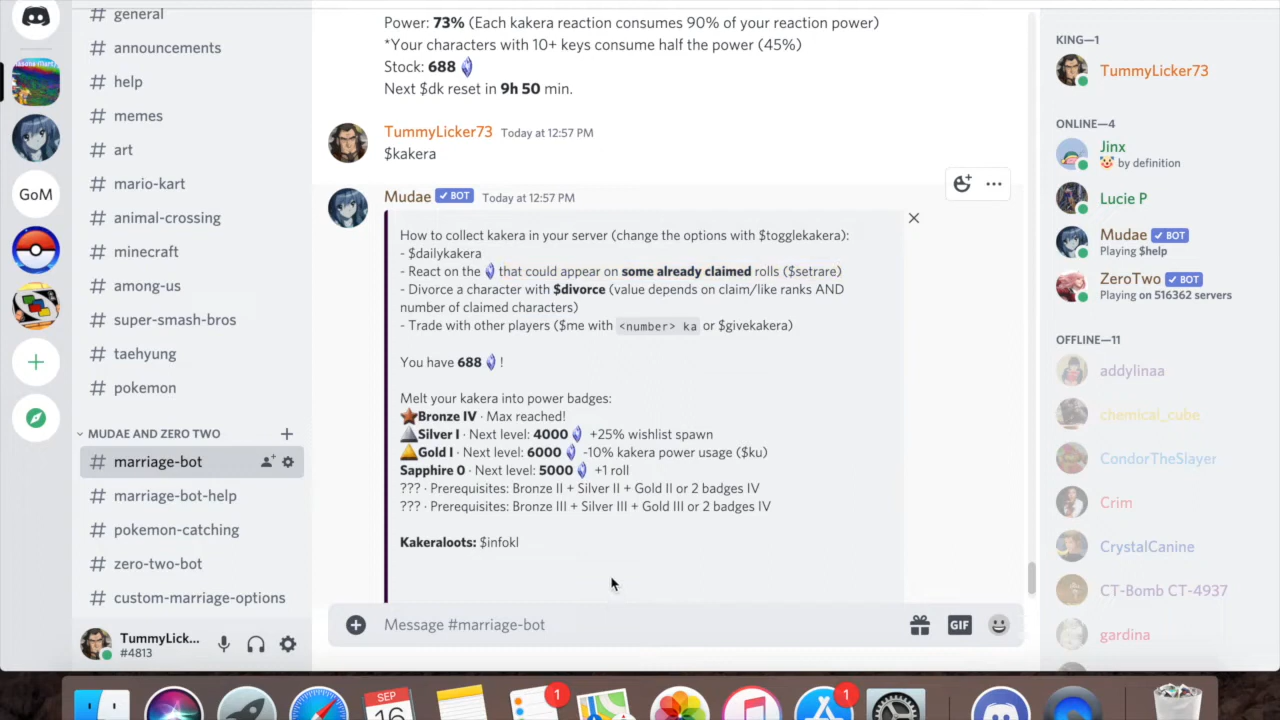 general
announcements
help
memes
art
mario-kart
animal-crossing
minecraft
among-us
super-smash-bros
taehyung
pokemon
MUDAE AND ZERO TWO
marriage-bot
marriage-bot-help
pokemon-catching
zero-two-bot
custom-marriage-options
TummyLick...
#4813
GoM
Power: 73% (Each kakera reaction consumes 90% of your reaction power)
*Your characters with 10+ keys consume half the power (45%)
Stock: 688
Next $dk reset in 9h 50 min.
TummyLicker73 Today at 12:57 PM
$kakera
Mudae BOT Today at 12:57 PM
How to collect kakera in your server (change the options with $togglekakera):
- $dailykakera
- React on the that could appear on some already claimed rolls ($setrare)
- Divorce a character with $divorce (value depends on claim/like ranks AND
number of claimed characters)
- Trade with other players ($me with <number> ka or $givekakera)
You have 688 !
Melt your kakera into power badges:
Bronze IV · Max reached!
Silver I · Next level: 4000 +25% wishlist spawn
Gold I · Next level: 6000 -10% kakera power usage ($ku)
Sapphire 0 · Next level: 5000 +1 roll
??? · Prerequisites: Bronze II + Silver II + Gold II or 2 badges IV
??? · Prerequisites: Bronze III + Silver III + Gold III or 2 badges IV
Kakeraloots: $infokl
Message #marriage-bot
GIF
KING—1
TummyLicker73
ONLINE—4
Jinx
by definition
Lucie P
Mudae BOT
Playing $help
ZeroTwo BOT
Playing on 516362 servers
OFFLINE—11
addylinaa
chemical_cube
CondorTheSlayer
Crim
CrystalCanine
CT-Bomb CT-4937
gardina
SEP
16
1
1